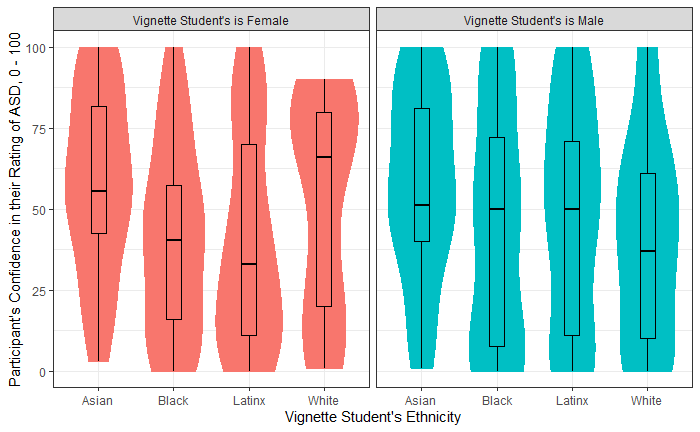 Vignette Student's is Female
Vignette Student's is Male
Participant's Confidence in their Rating of ASD, 0 - 100
100
75
50
25
0
Asian Black Latinx White
Asian Black Latinx White
Vignette Student's Ethnicity